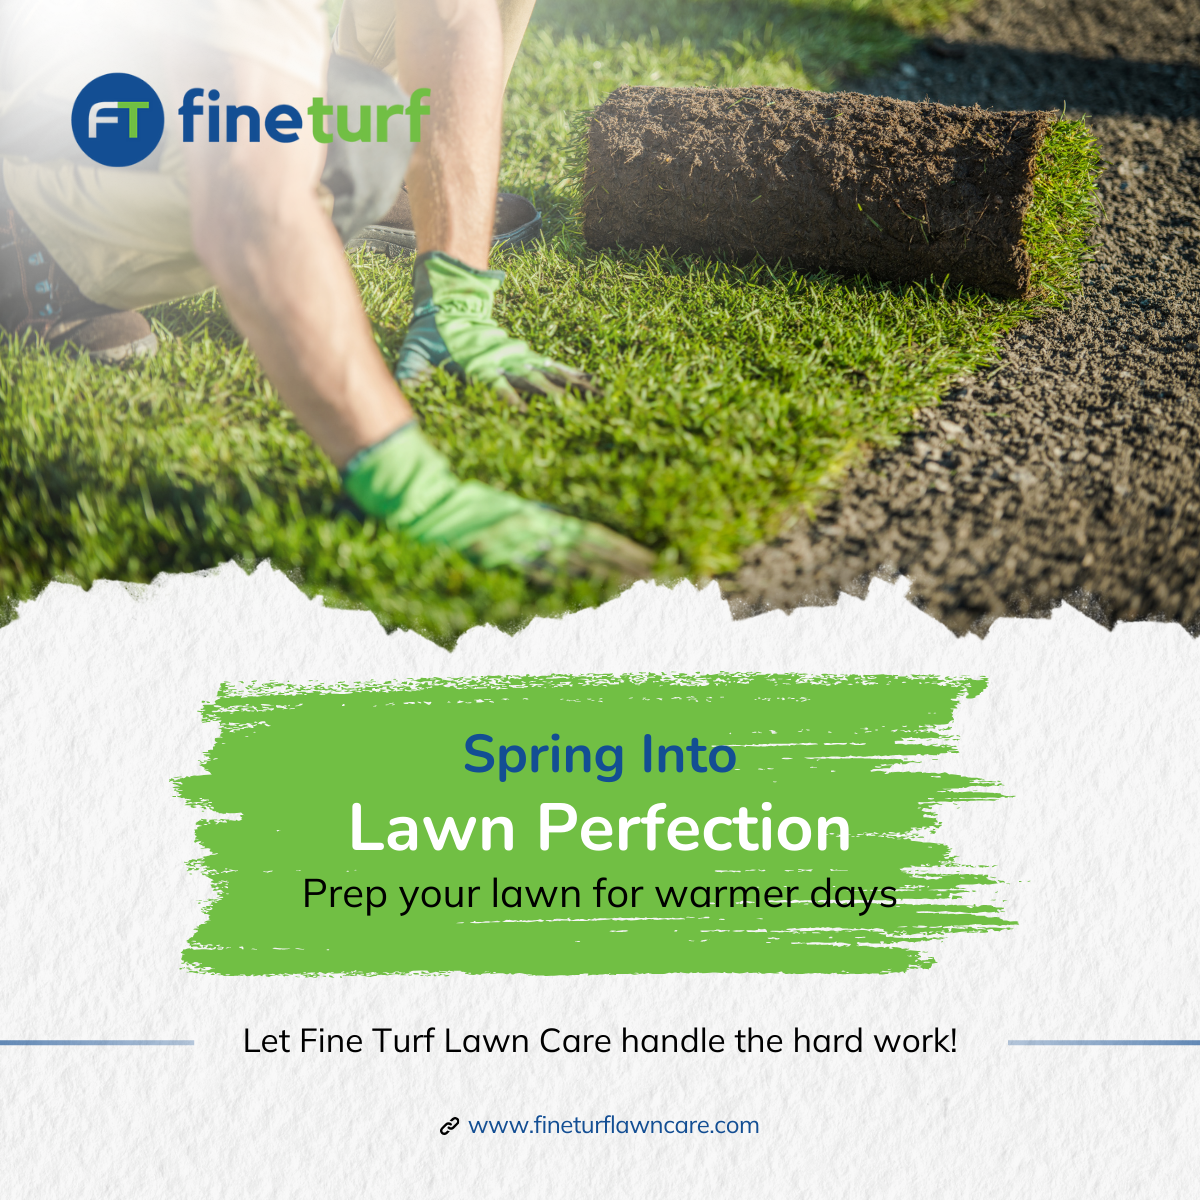 FT fineturf
Spring Into
Lawn Perfection
Prep your lawn for warmer days
Let Fine Turf Lawn Care handle the hard work!
www.fineturflawncare.com